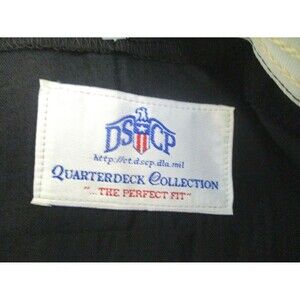 DSCP
http://ct.dscp.dla.mil
QUARTERDECK COLLECTION
"...THE PERFECT FIT"